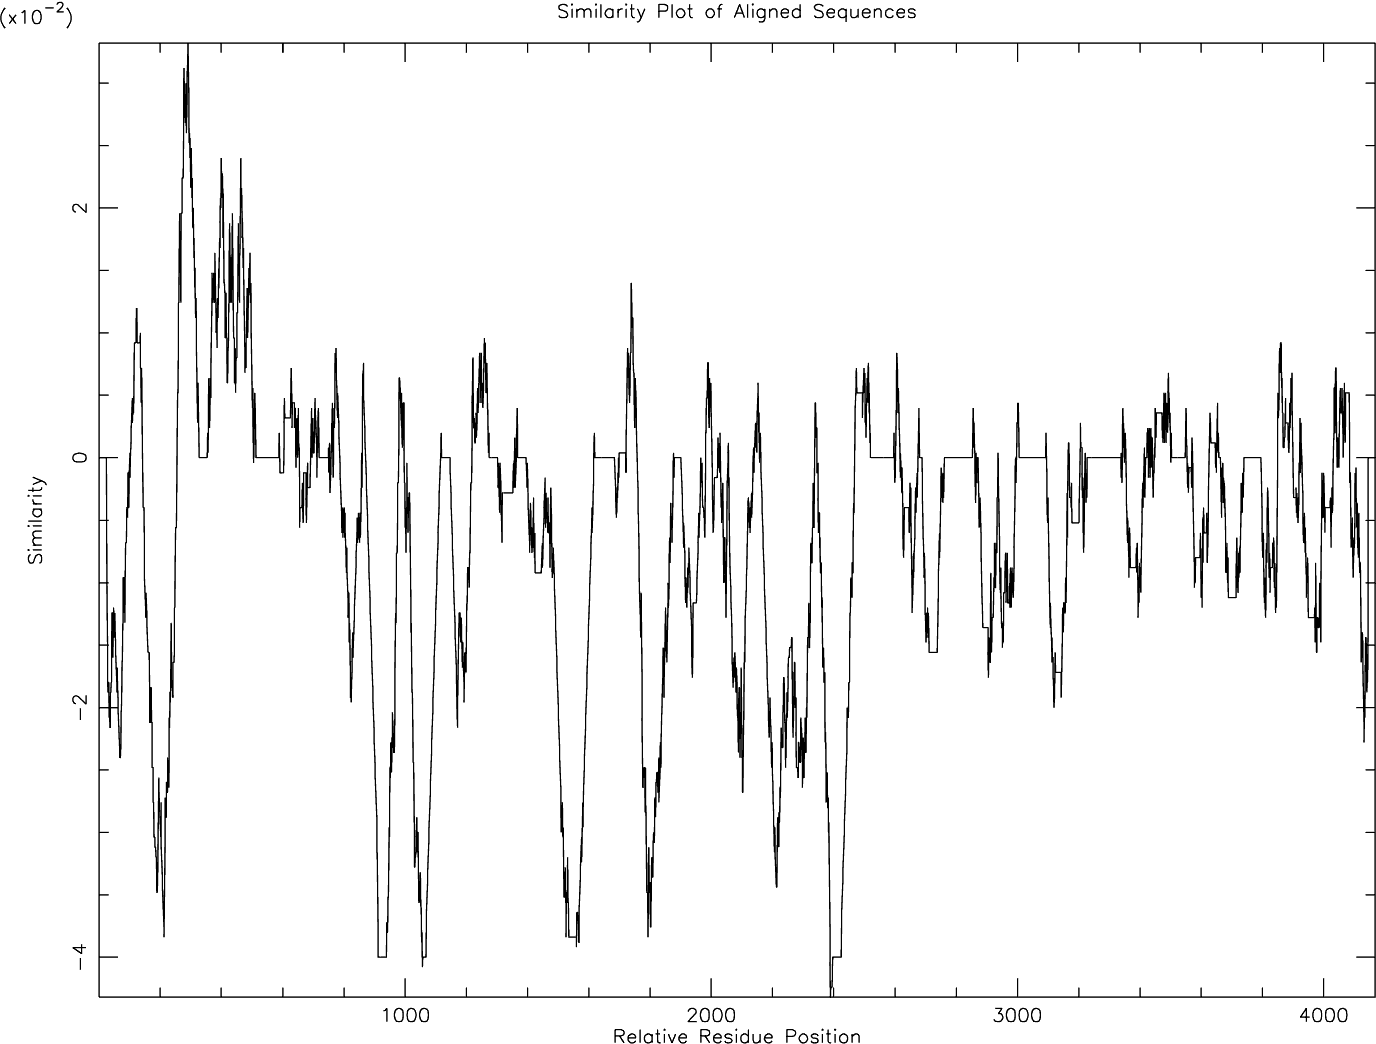 (x10−2)
Similarity Plot of Aligned Sequences
2
0
−2
−4
Similarity
1000 2000 3000 4000
Relative Residue Position